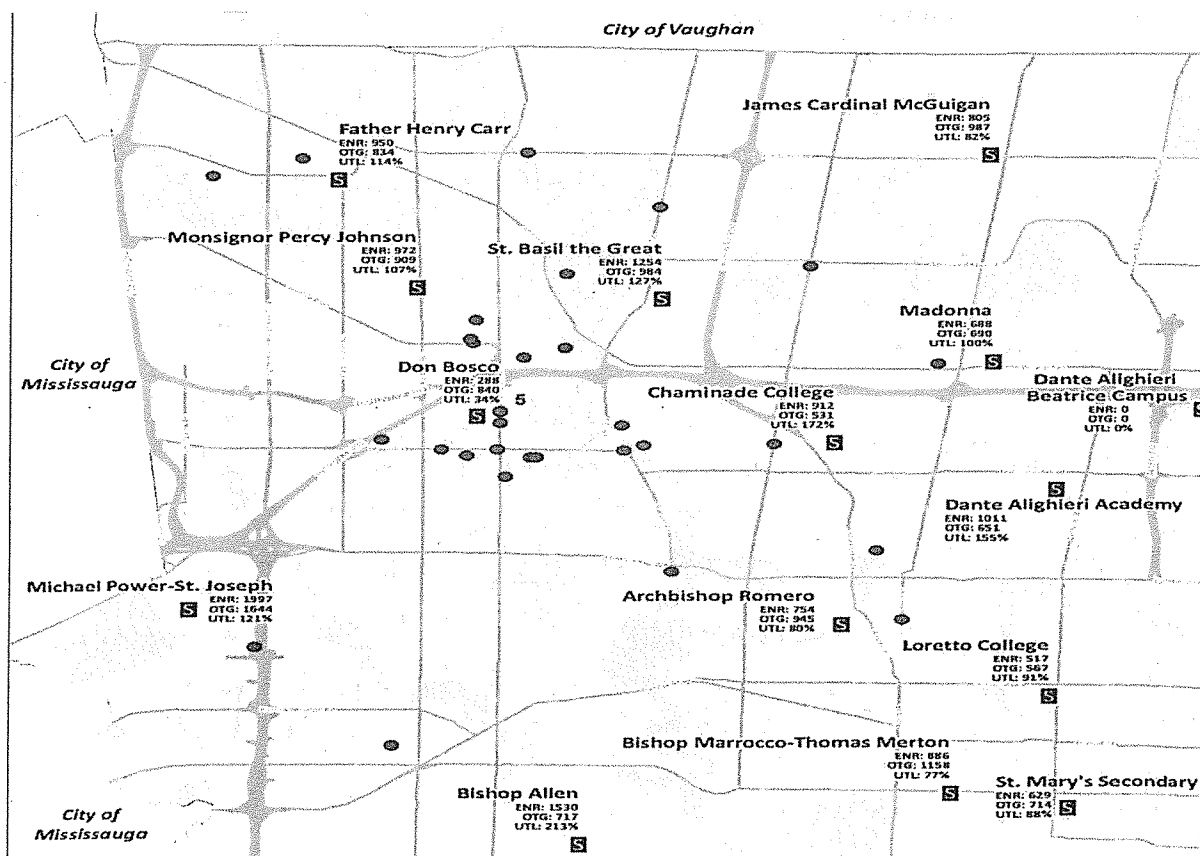 City of Vaughan
James Cardinal McGuigan
ENR: 805
OTG: 987
UTL: 82%
S
Father Henry Carr
ENR: 950
OTG: 834
UTL: 114%
S
Monsignor Percy Johnson
ENR: 972
OTG: 909
UTL: 107%
S
St. Basil the Great
ENR: 1254
OTG: 984
UTL: 127%
S
Madonna
ENR: 688
OTG: 690
UTL: 100%
S
City of
Mississauga
Don Bosco
ENR: 288
OTG: 840
UTL: 34%
S
5
Chaminade College
ENR: 912
OTG: 531
UTL: 172%
S
Dante Alighieri
Beatrice Campus
ENR: 0
OTG: 0
UTL: 0%
Dante Alighieri Academy
ENR: 1011
OTG: 651
UTL: 155%
S
Michael Power-St. Joseph
ENR: 1997
OTG: 1644
UTL: 121%
S
Archbishop Romero
ENR: 754
OTG: 945
UTL: 80%
S
Loretto College
ENR: 517
OTG: 567
UTL: 91%
S
Bishop Marrocco-Thomas Merton
ENR: 886
OTG: 1158
UTL: 77%
S
St. Mary's Secondary
ENR: 629
OTG: 714
UTL: 88%
S
Bishop Allen
ENR: 1530
OTG: 717
UTL: 213%
S
City of
Mississauga